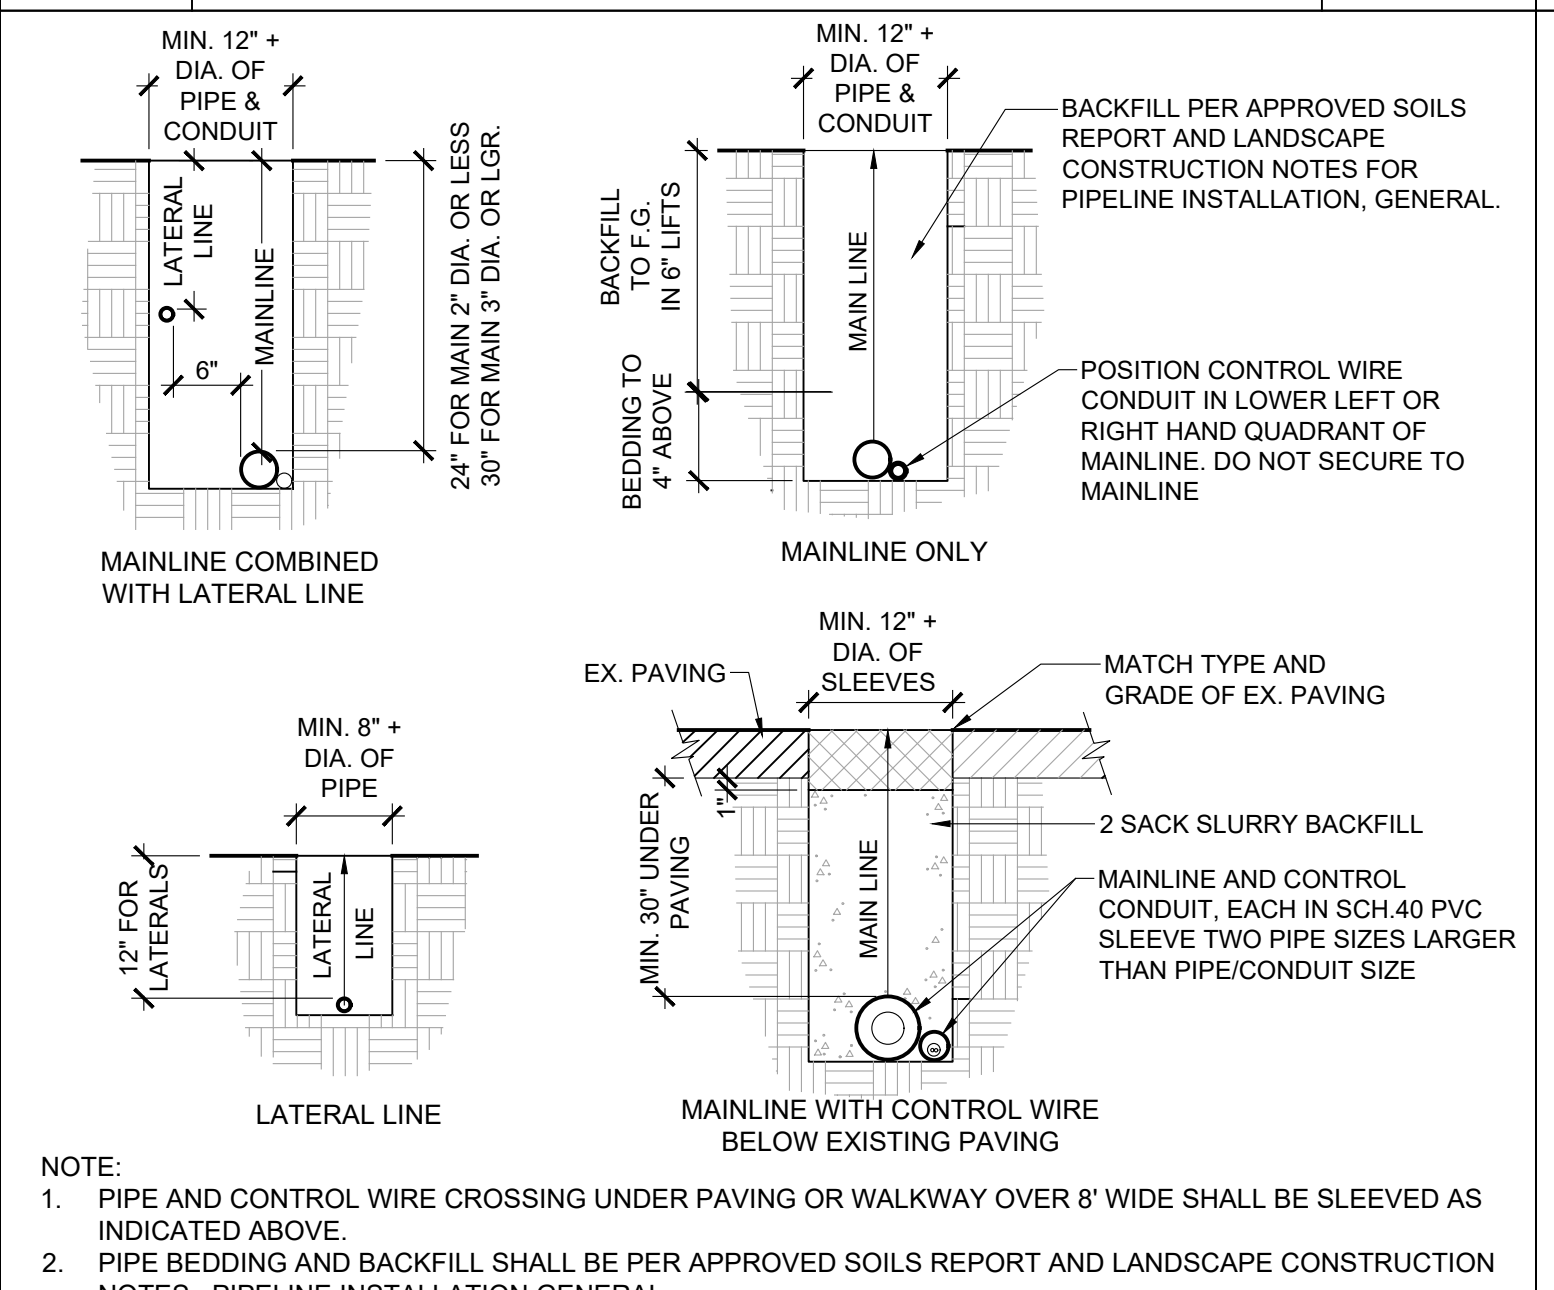 MIN. 12" +
DIA. OF
PIPE &
CONDUIT
LATERAL
LINE
MAINLINE
6"
24" FOR MAIN 2" DIA. OR LESS
30" FOR MAIN 3" DIA. OR LGR.
MAINLINE COMBINED
WITH LATERAL LINE
MIN. 12" +
DIA. OF
PIPE &
CONDUIT
BACKFILL
TO F.G.
IN 6" LIFTS
BEDDING TO
4" ABOVE
MAIN LINE
BACKFILL PER APPROVED SOILS
REPORT AND LANDSCAPE
CONSTRUCTION NOTES FOR
PIPELINE INSTALLATION, GENERAL.
POSITION CONTROL WIRE
CONDUIT IN LOWER LEFT OR
RIGHT HAND QUADRANT OF
MAINLINE. DO NOT SECURE TO
MAINLINE
MAINLINE ONLY
MIN. 8" +
DIA. OF
PIPE
12" FOR
LATERALS
LATERAL
LINE
LATERAL LINE
MIN. 12" +
DIA. OF
SLEEVES
EX. PAVING
MATCH TYPE AND
GRADE OF EX. PAVING
1"
MIN. 30" UNDER
PAVING
MAIN LINE
2 SACK SLURRY BACKFILL
MAINLINE AND CONTROL
CONDUIT, EACH IN SCH.40 PVC
SLEEVE TWO PIPE SIZES LARGER
THAN PIPE/CONDUIT SIZE
MAINLINE WITH CONTROL WIRE
BELOW EXISTING PAVING
NOTE:
1. PIPE AND CONTROL WIRE CROSSING UNDER PAVING OR WALKWAY OVER 8' WIDE SHALL BE SLEEVED AS
INDICATED ABOVE.
2. PIPE BEDDING AND BACKFILL SHALL BE PER APPROVED SOILS REPORT AND LANDSCAPE CONSTRUCTION
NOTES - PIPELINE INSTALLATION GENERAL